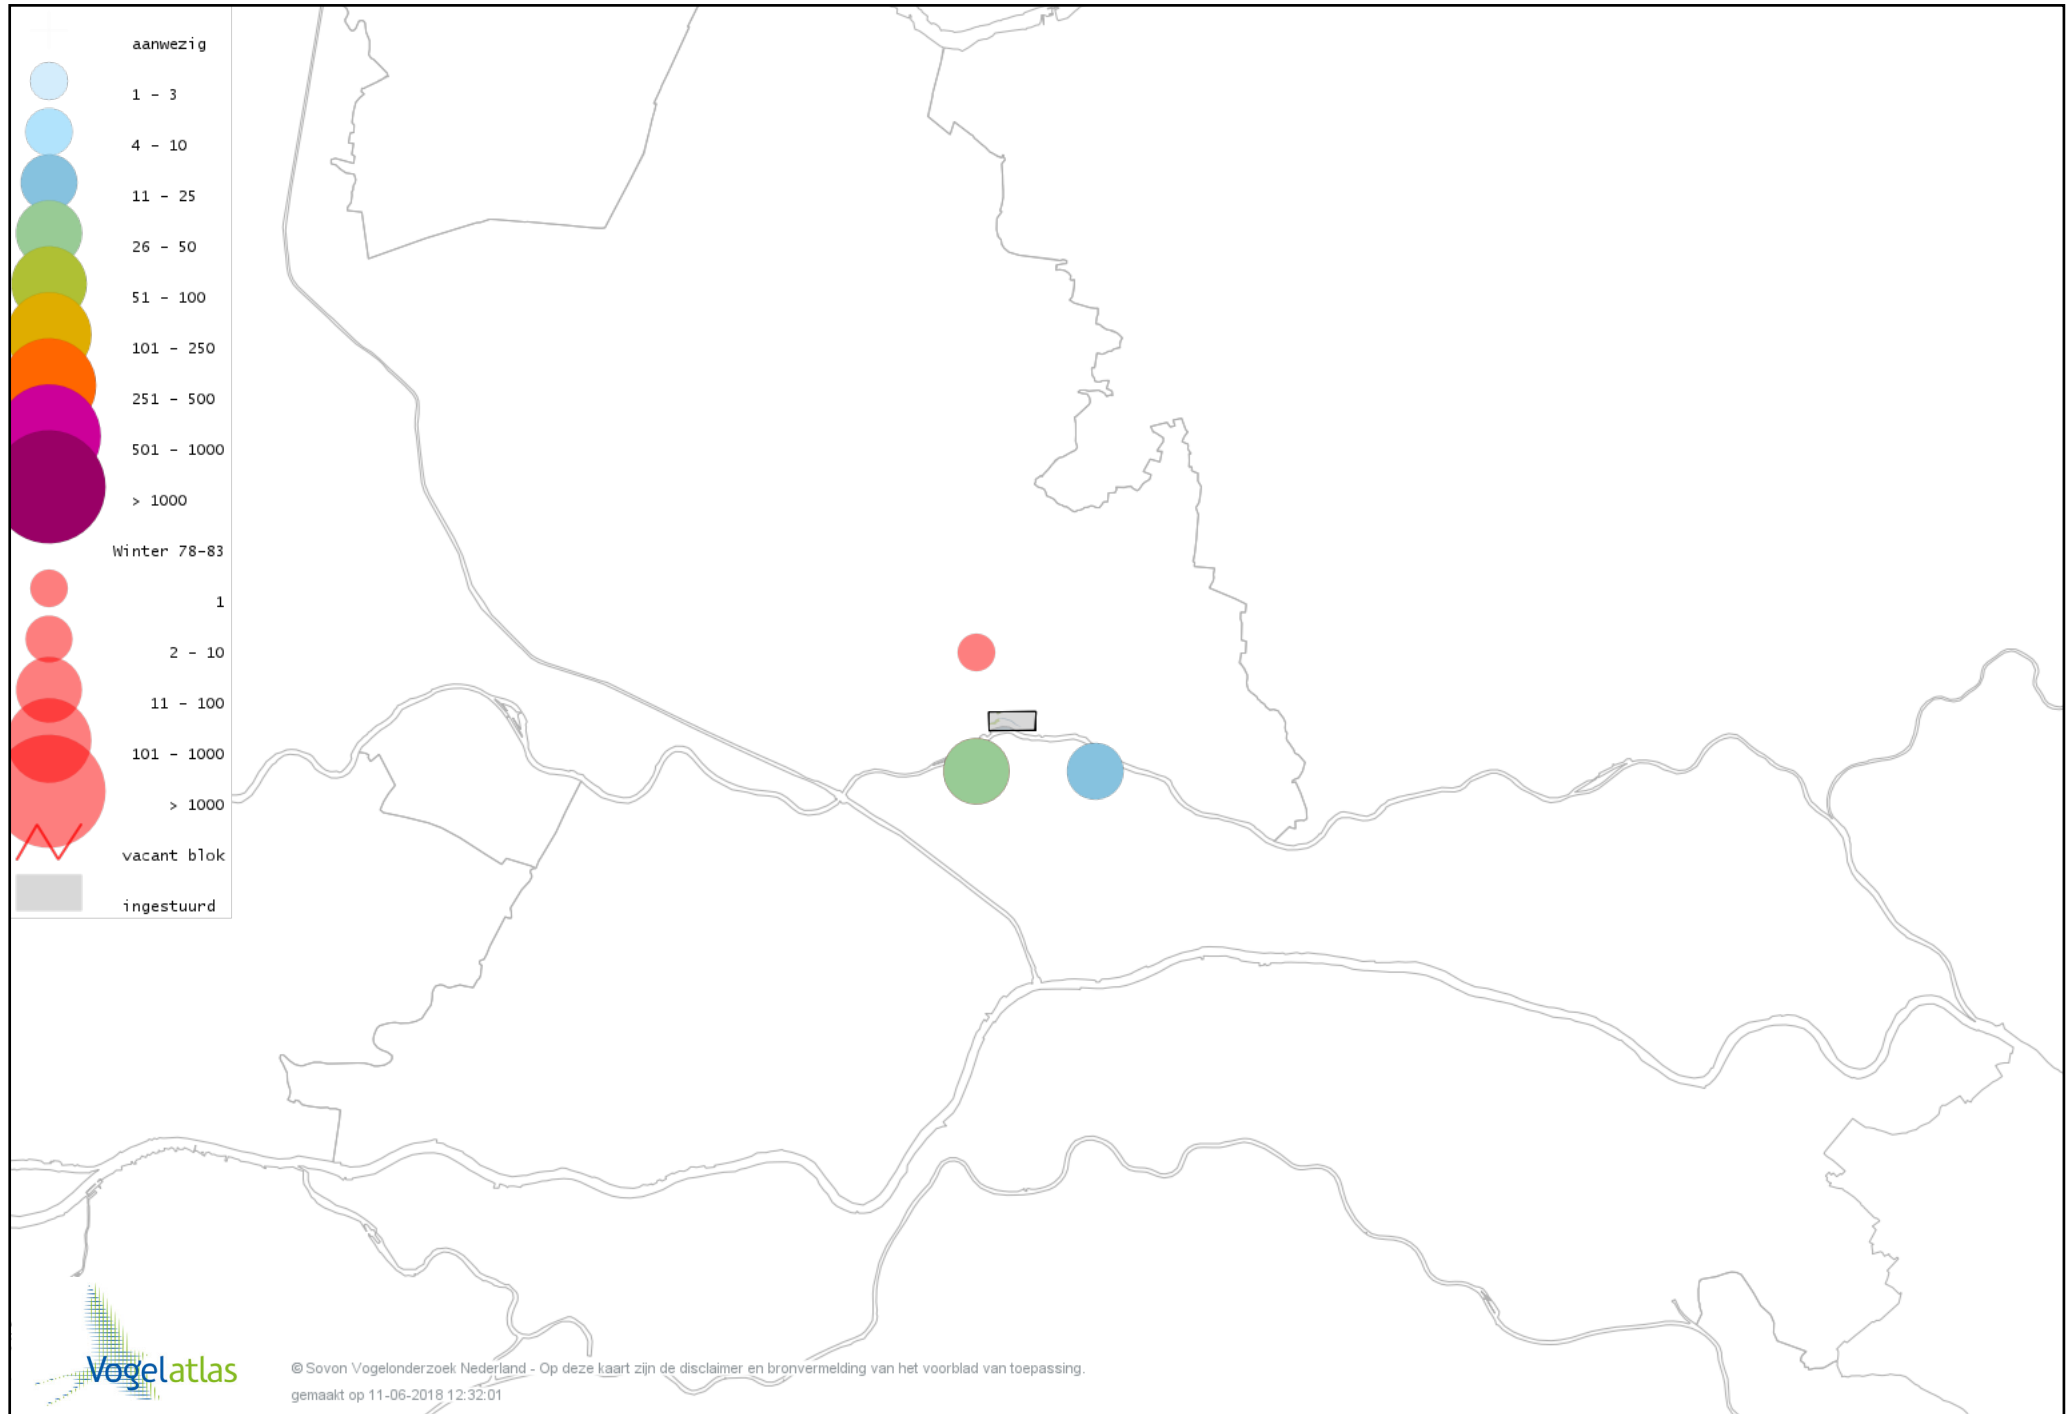 aanwezig
1 – 3
4 – 10
11 – 25
26 – 50
51 – 100
101 – 250
251 – 500
501 – 1000
> 1000
Winter 78-83
1
2 – 10
11 – 100
101 – 1000
> 1000
vacant blok
ingestuurd
Vogelatlas
© Sovon Vogelonderzoek Nederland - Op deze kaart zijn de disclaimer en bronvermelding van het voorblad van toepassing.
gemaakt op 11-06-2018 12:32:01